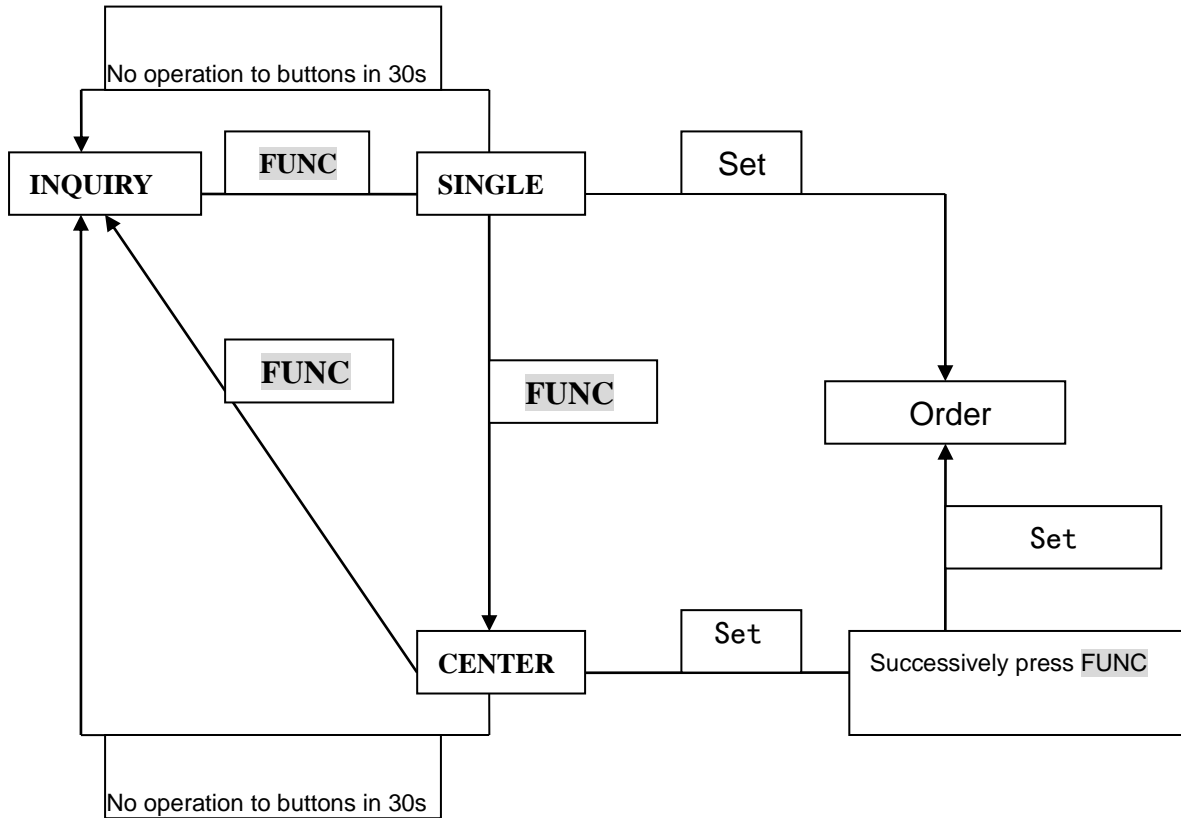 No operation to buttons in 30s
INQUIRY
FUNC
SINGLE
Set
FUNC
FUNC
Order
Set
CENTER
Set
Successively press FUNC
No operation to buttons in 30s